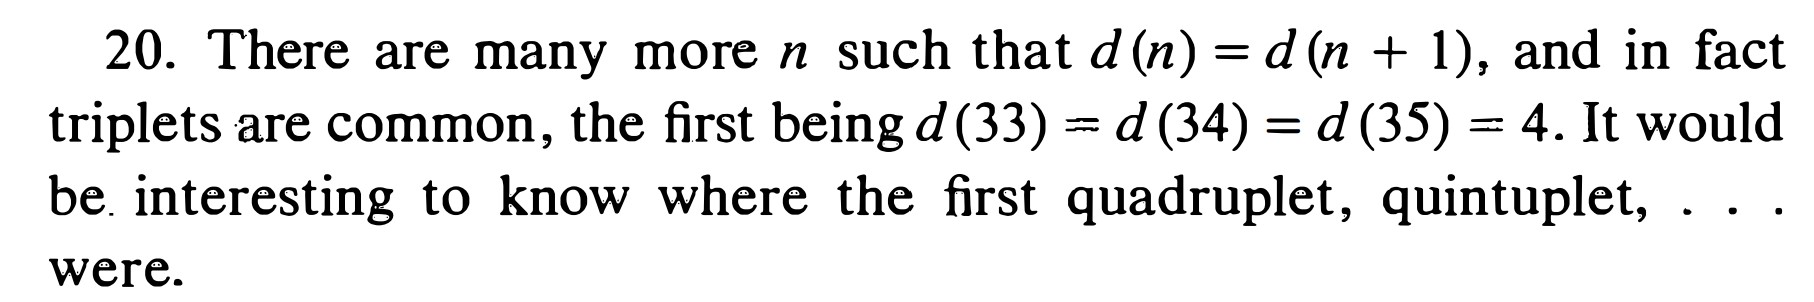 20. There are many more n such that d(n) = d(n + 1), and in fact
triplets are common, the first being d(33) = d(34) = d(35) = 4. It would
be. interesting to know where the first quadruplet, quintuplet, . . .
were.